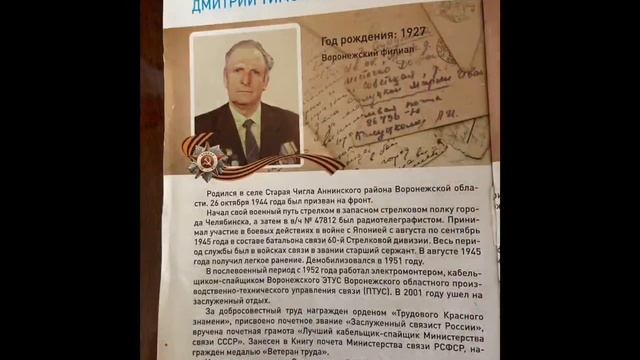 ДМИТРИЙ
Год рождения: 1927
Воронежский филиал
Советская
Родился в селе Старая Чигла Аннинского района Воронежской обла-
сти. 26 октября 1944 года был призван на фронт.
Начал свой военный путь стрелком в запасном стрелковом полку горо-
да Челябинска, а затем в в/ч № 47812 был радиотелеграфистом. Прини-
мал участие в боевых действиях в войне с Японией с августа по сентябрь
1945 года в составе батальона связи 60-й Стрелковой дивизии. Весь пери-
од службы был в войсках связи в звании старший сержант. В августе 1945
года получил легкое ранение. Демобилизовался в 1951 году.
В послевоенный период с 1952 года работал электромонтером, кабель-
щиком-спайщиком Воронежского ЭТУС Воронежского областного произ-
водственно-технического управления связи (ПТУС). В 2001 году ушел на
заслуженный отдых.
За добросовестный труд награжден орденом «Трудового Красного
знамени», присвоено почетное звание "Заслуженный связист России",
вручена почетная грамота «Лучший кабельщик-спайщик Министерства
связи СССР». Занесен в Книгу почета Министерства связи РСФСР, на-
гражден медалью «Ветеран труда».